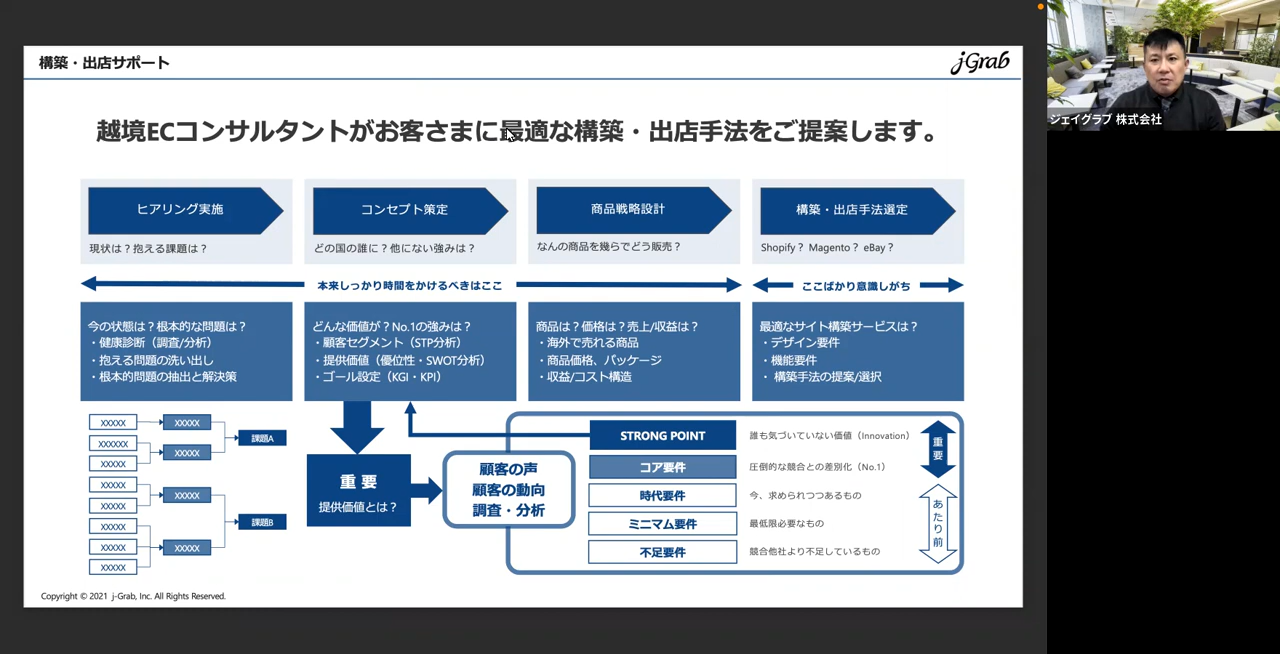 構築・出店サポート
j-Grab
越境ECコンサルタントがお客さまに最適な構築・出店手法をご提案します。
ヒアリング実施
現状は？抱える課題は？
コンセプト策定
どの国の誰に？他にない強みは？
商品戦略設計
なんの商品を幾らでどう販売？
構築・出店手法選定
Shopify？ Magento？ eBay？
本来しっかり時間をかけるべきはここ
ここばかり意識しがち
今の状態は？根本的な問題は？
・健康診断（調査/分析）
・抱える問題の洗い出し
・根本的問題の抽出と解決策
どんな価値が？No.1の強みは？
・顧客セグメント（STP分析）
・提供価値（優位性・SWOT分析）
・ゴール設定（KGI・KPI）
商品は？価格は？売上/収益は？
・海外で売れる商品
・商品価格、パッケージ
・収益/コスト構造
最適なサイト構築サービスは？
・デザイン要件
・機能要件
・ 構築手法の提案/選択
XXXXX
XXXXXX
XXXXX
XXXXX
XXXXX
XXXXX
XXXXX
XXXXX
XXXXX
XXXXX
XXXXX
XXXXX
課題A
課題B
重要
提供価値とは？
顧客の声
顧客の動向
調査・分析
STRONG POINT
誰も気づいていない価値（Innovation）
コア要件
圧倒的な競合との差別化（No.1）
時代要件
今、求められつつあるもの
ミニマム要件
最低限必要なもの
不足要件
競合他社より不足しているもの
重要
あたり前
Copyright © 2021 j-Grab, Inc. All Rights Reserved.
ジェイグラブ 株式会社